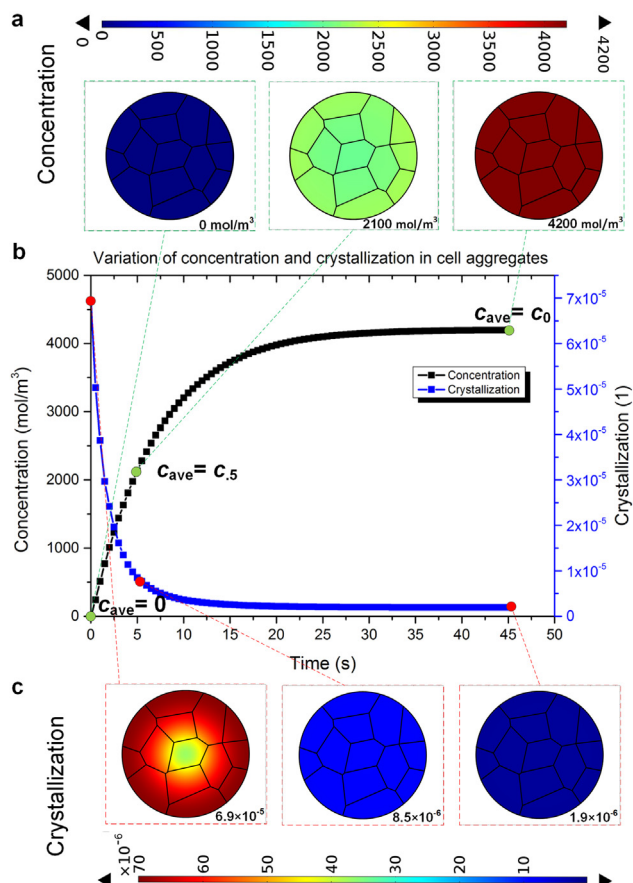 a
0
0
500
1000
1500
2000
2500
3000
3500
4000
4200
Concentration
0 mol/m³
2100 mol/m³
4200 mol/m³
b
Variation of concentration and crystallization in cell aggregates
5000
4000
3000
2000
1000
0
Concentration (mol/m³)
7x10⁻⁵
6x10⁻⁵
5x10⁻⁵
4x10⁻⁵
3x10⁻⁵
2x10⁻⁵
1x10⁻⁵
0
Crystallization (1)
c_ave= c_0
Concentration
Crystallization
c_ave= c_.5
c_ave= 0
0 5 10 15 20 25 30 35 40 45 50
Time (s)
c
Crystallization
6.9×10⁻⁵
8.5×10⁻⁶
1.9×10⁻⁶
×10⁻⁶
70
60
50
40
30
20
10